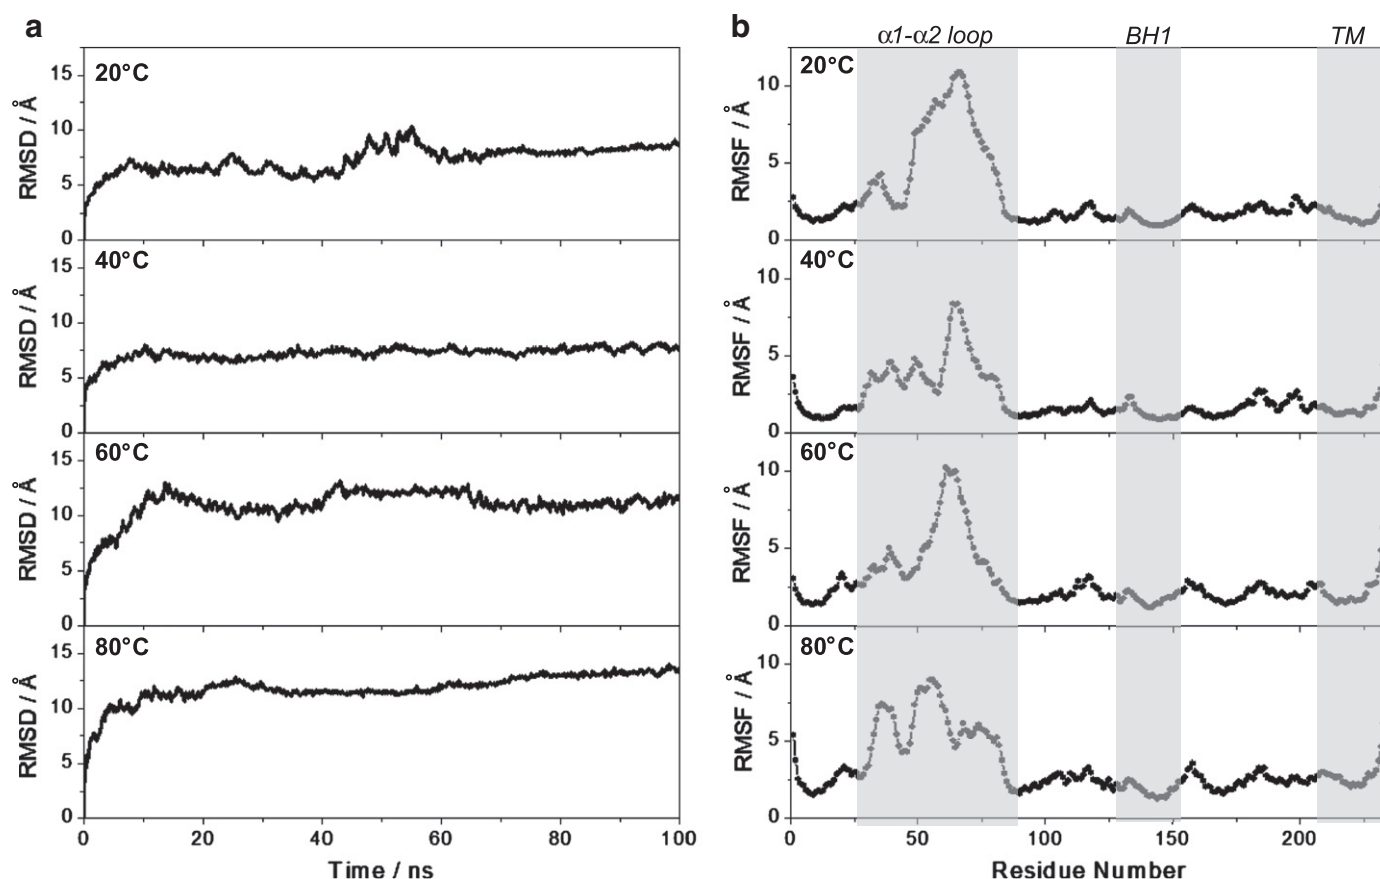 a
20°C
RMSD / Å
15
10
5
0
40°C
RMSD / Å
15
10
5
0
60°C
RMSD / Å
15
10
5
0
80°C
RMSD / Å
15
10
5
0
0 20 40 60 80 100
Time / ns
b
α1-α2 loop BH1 TM
20°C
RMSF / Å
10
5
0
40°C
RMSF / Å
10
5
0
60°C
RMSF / Å
10
5
0
80°C
RMSF / Å
10
5
0
0 50 100 150 200
Residue Number